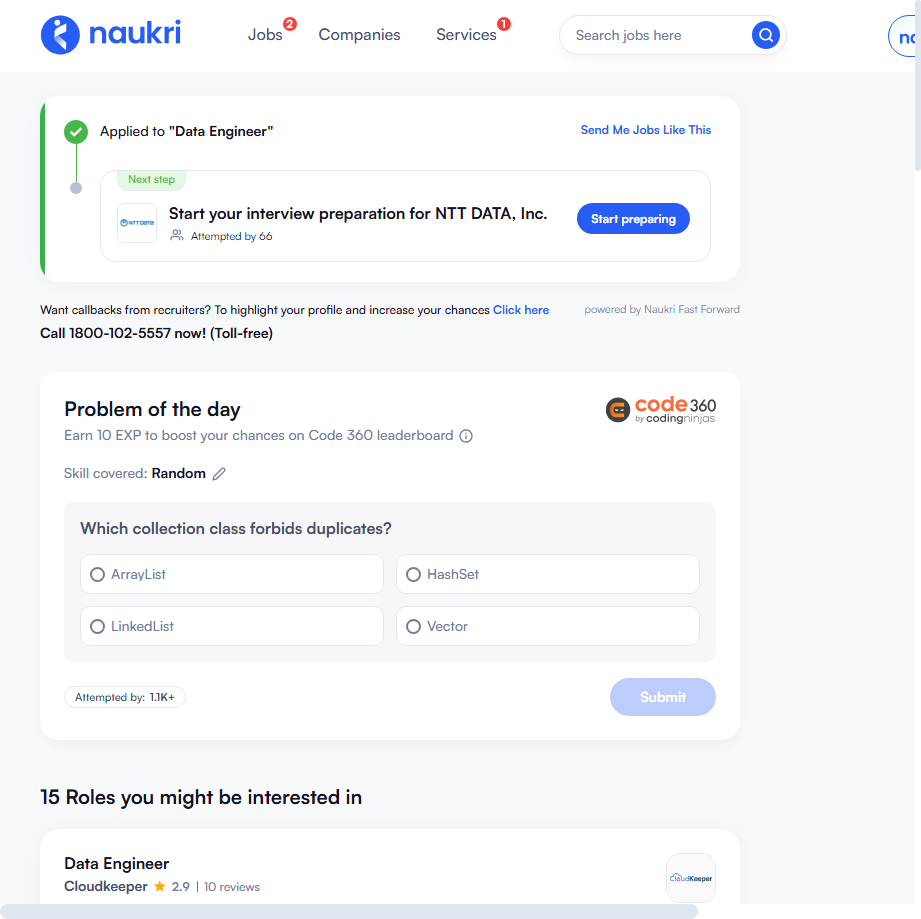 naukri
Jobs 2
Companies
Services 1
Search jobs here
Applied to "Data Engineer"
Send Me Jobs Like This
Next step
NTT DATA
Start your interview preparation for NTT DATA, Inc.
Attempted by 66
Start preparing
Want callbacks from recruiters? To highlight your profile and increase your chances Click here
powered by Naukri Fast Forward
Call 1800-102-5557 now! (Toll-free)
Problem of the day
code 360
by codingninjas
Earn 10 EXP to boost your chances on Code 360 leaderboard
Skill covered: Random
Which collection class forbids duplicates?
ArrayList
HashSet
LinkedList
Vector
Attempted by: 1.1K+
Submit
15 Roles you might be interested in
Data Engineer
Cloudkeeper 2.9 | 10 reviews
CloudKeeper